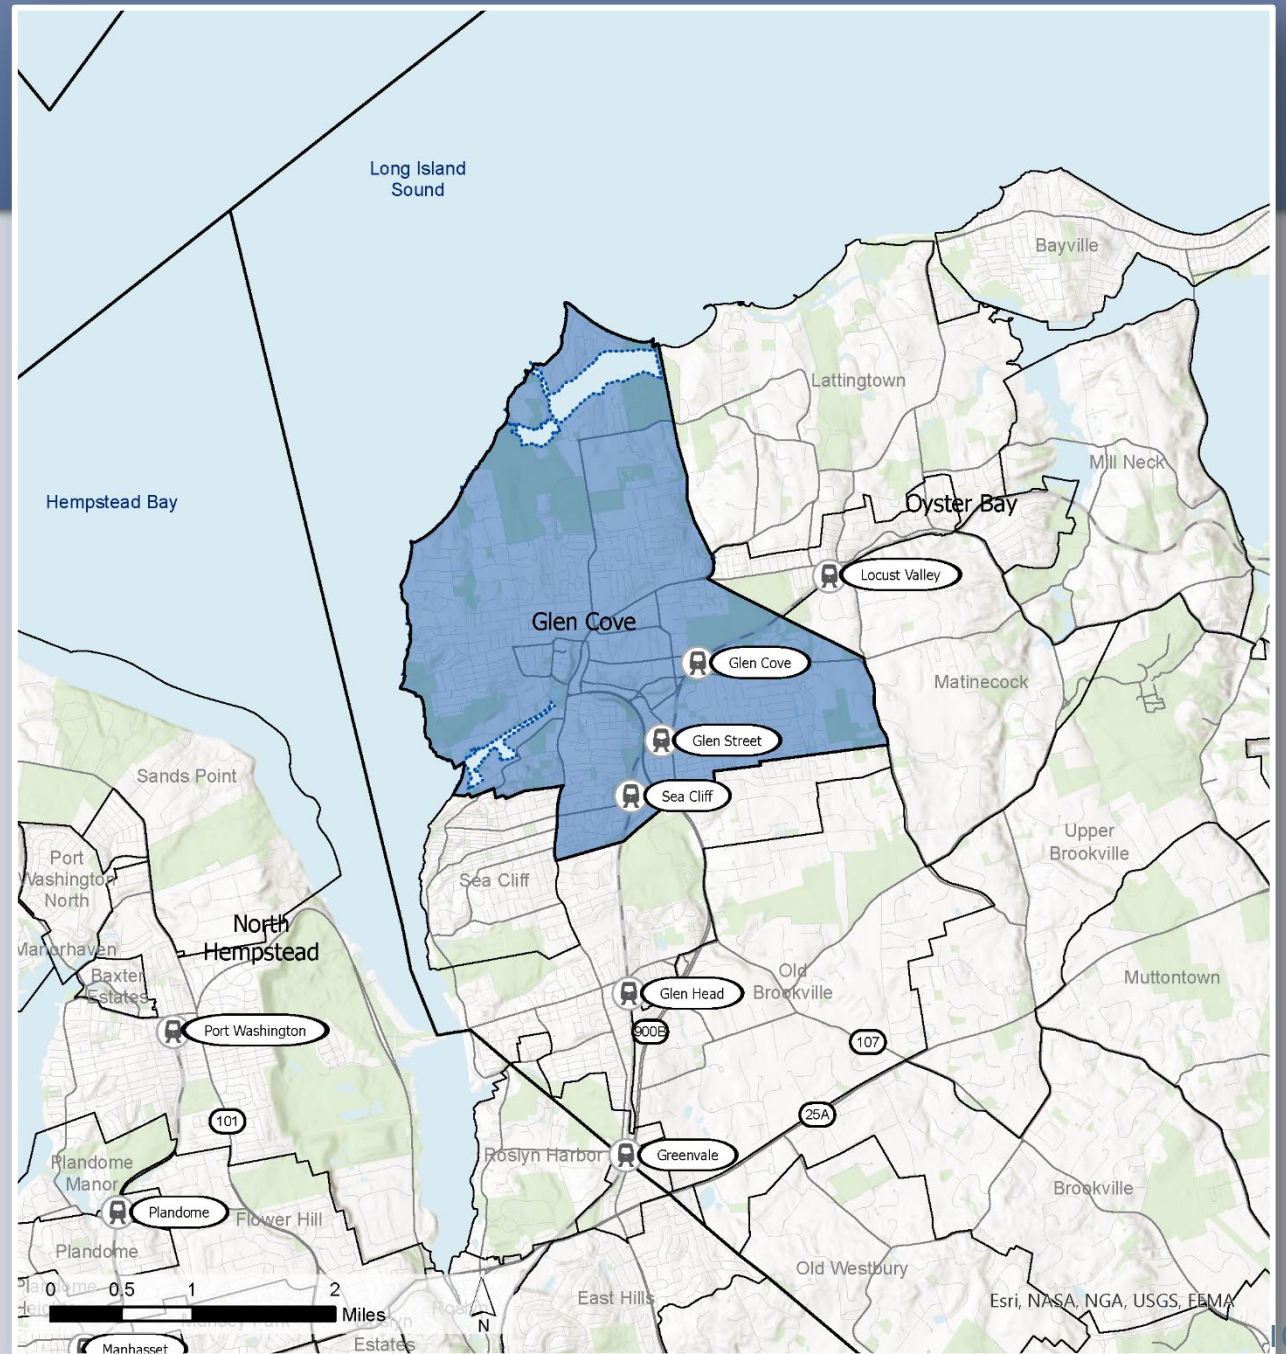 Long Island
Sound
Bayville
Lattingtown
Mill Neck
Hempstead Bay
Oyster Bay
Locust Valley
Glen Cove
Glen Cove
Matinecock
Glen Street
Sands Point
Sea Cliff
Upper
Brookville
Port
Washington
North
Sea Cliff
North
Hempstead
Manorhaven
Baxter
Estates
Old
Brookville
Muttontown
Glen Head
Port Washington
900B
107
101
25A
Roslyn Harbor
Greenvale
Plandome
Manor
Brookville
Plandome
Flower Hill
Plandome
Old Westbury
0 0.5 1 2
Miles
East Hills
Esri, NASA, NGA, USGS, FEMA
N
Estates
Manhasset